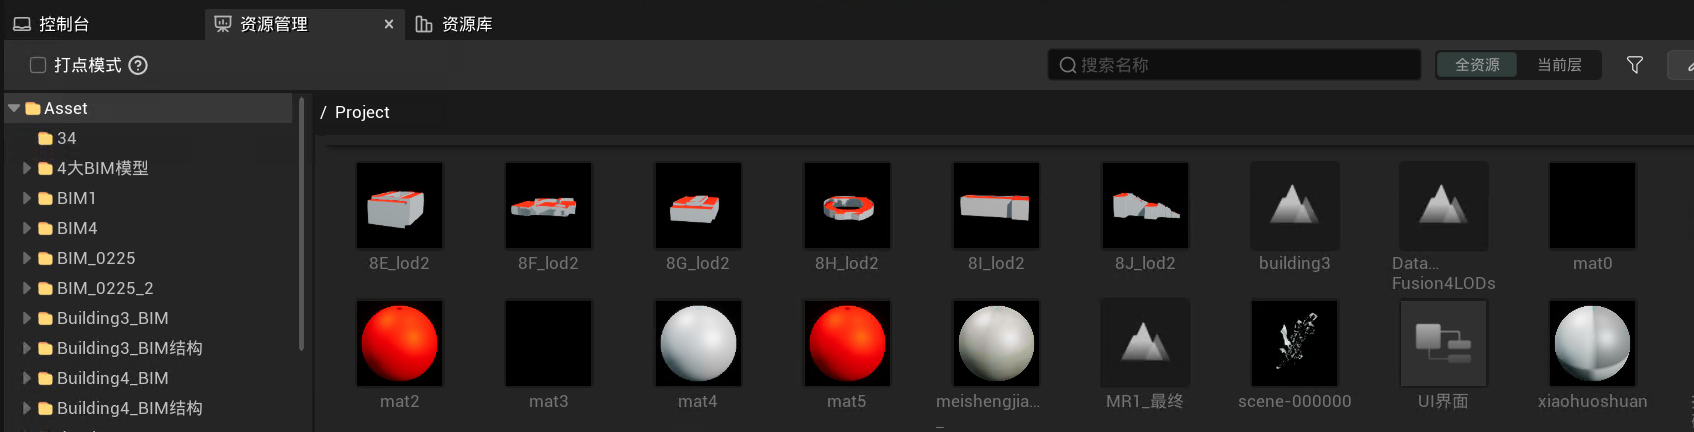 控制台
资源管理
资源库
打点模式
搜索名称
全资源
当前层
Asset
34
4大BIM模型
BIM1
BIM4
BIM_0225
BIM_0225_2
Building3_BIM
Building3_BIM结构
Building4_BIM
Building4_BIM结构
/ Project
8E_lod2
8F_lod2
8G_lod2
8H_lod2
8I_lod2
8J_lod2
building3
Data...
Fusion4LODs
mat0
mat2
mat3
mat4
mat5
meishengjia...
_
MR1_最终
scene-000000
UI界面
xiaohuoshuan